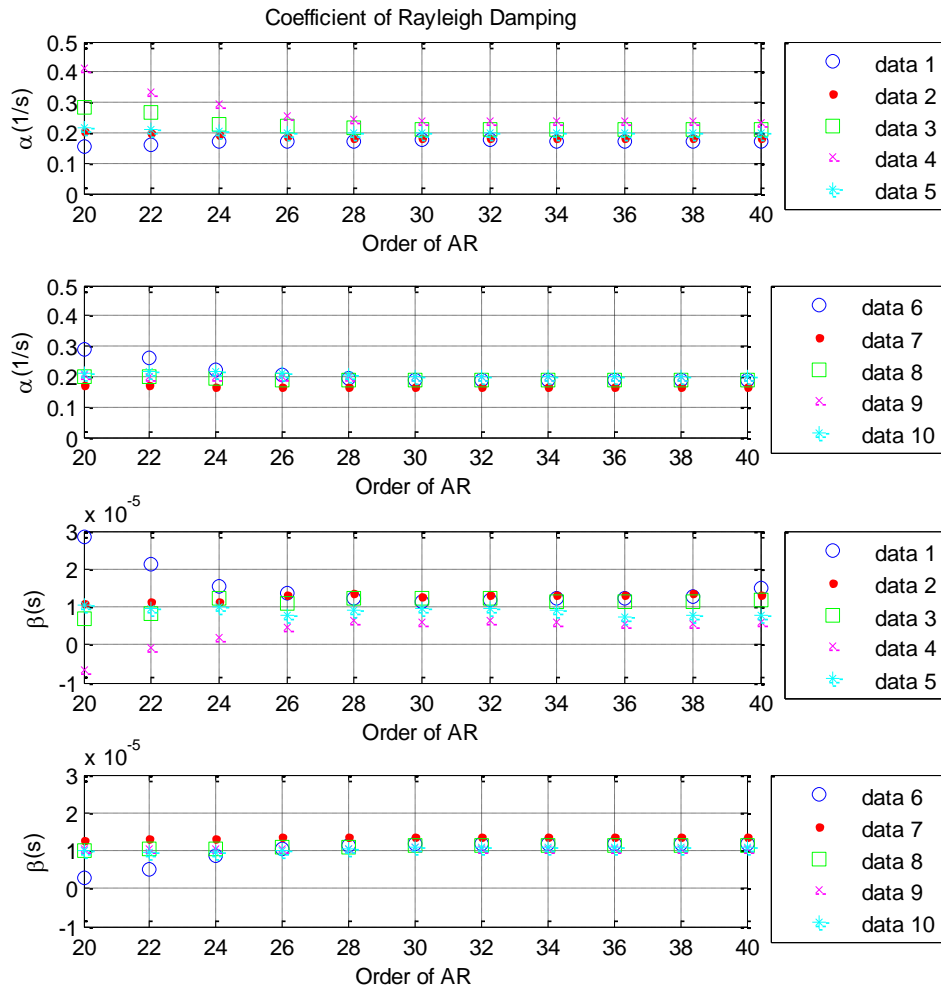 Coefficient of Rayleigh Damping
α(1/s)
0.5
0.4
0.3
0.2
0.1
0
20 22 24 26 28 30 32 34 36 38 40
Order of AR
data 1
data 2
data 3
data 4
data 5
α(1/s)
0.5
0.4
0.3
0.2
0.1
0
20 22 24 26 28 30 32 34 36 38 40
Order of AR
data 6
data 7
data 8
data 9
data 10
x 10^-5
β(s)
3
2
1
0
-1
20 22 24 26 28 30 32 34 36 38 40
Order of AR
data 1
data 2
data 3
data 4
data 5
x 10^-5
β(s)
3
2
1
0
-1
20 22 24 26 28 30 32 34 36 38 40
Order of AR
data 6
data 7
data 8
data 9
data 10